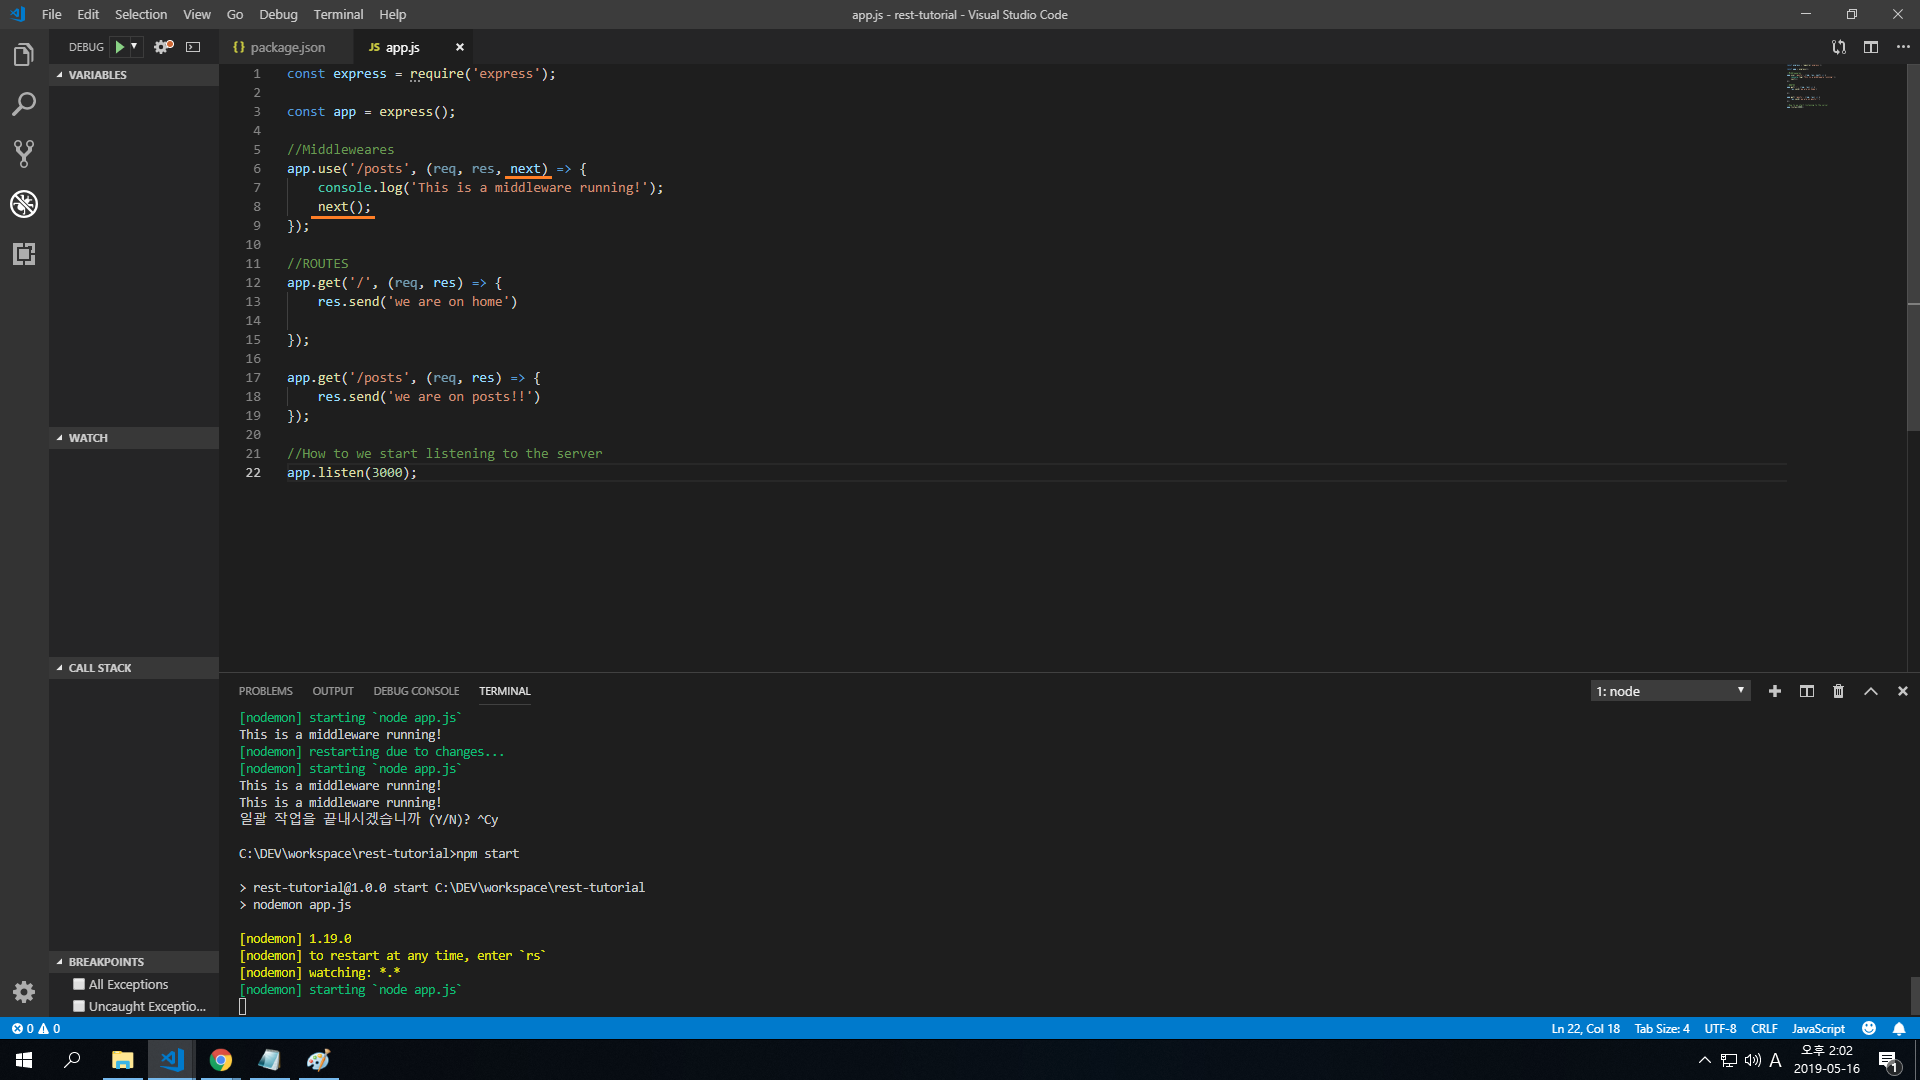 File Edit Selection View Go Debug Terminal Help
app.js - rest-tutorial - Visual Studio Code
DEBUG
{} package.json
JS app.js
VARIABLES
WATCH
CALL STACK
BREAKPOINTS
All Exceptions
Uncaught Exceptio...
1 const express = require('express');
2
3 const app = express();
4
5 //Middleweares
6 app.use('/posts', (req, res, next) => {
7 console.log('This is a middleware running!');
8 next();
9 });
10
11 //ROUTES
12 app.get('/', (req, res) => {
13 res.send('we are on home')
14
15 });
16
17 app.get('/posts', (req, res) => {
18 res.send('we are on posts!!')
19 });
20
21 //How to we start listening to the server
22 app.listen(3000);
PROBLEMS OUTPUT DEBUG CONSOLE TERMINAL
1: node
[nodemon] starting `node app.js`
This is a middleware running!
[nodemon] restarting due to changes...
[nodemon] starting `node app.js`
This is a middleware running!
This is a middleware running!
일괄 작업을 끝내시겠습니까 (Y/N)? ^Cy
C:\DEV\workspace\rest-tutorial>npm start
> rest-tutorial@1.0.0 start C:\DEV\workspace\rest-tutorial
> nodemon app.js
[nodemon] 1.19.0
[nodemon] to restart at any time, enter `rs`
[nodemon] watching: *.*
[nodemon] starting `node app.js`
0 0
Ln 22, Col 18 Tab Size: 4 UTF-8 CRLF JavaScript
A
오후 2:02
2019-05-16
1